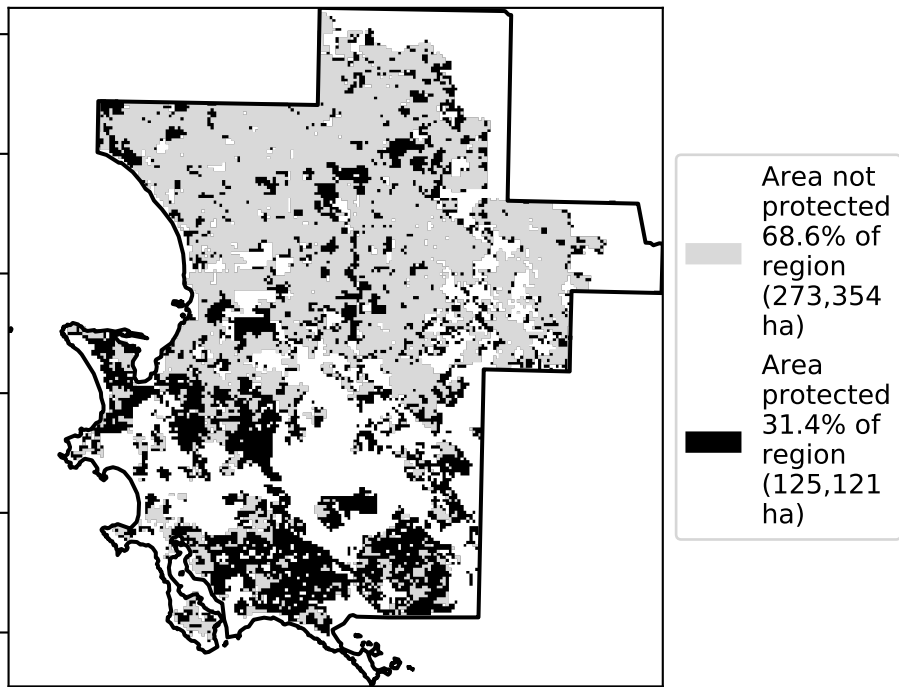 Area not
protected
68.6% of
region
(273,354
ha)
Area
protected
31.4% of
region
(125,121
ha)